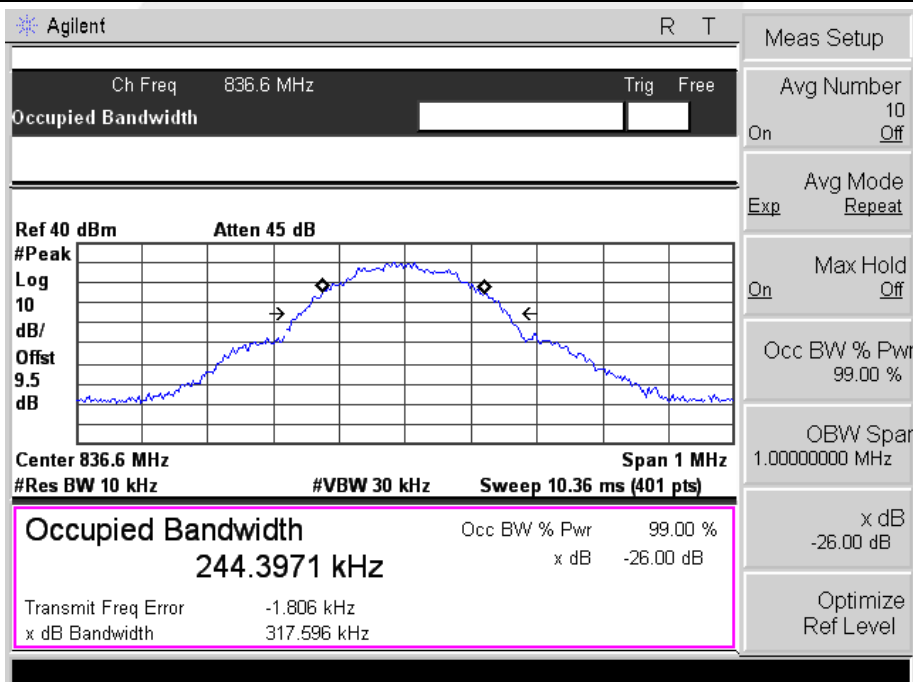 Agilent R T
Meas Setup
Ch Freq 836.6 MHz Trig Free
Occupied Bandwidth
Avg Number
10
On Off
Avg Mode
Exp Repeat
Ref 40 dBm Atten 45 dB
#Peak
Log
10
dB/
Offst
9.5
dB
Max Hold
On Off
Occ BW % Pwr
99.00 %
Center 836.6 MHz Span 1 MHz
#Res BW 10 kHz #VBW 30 kHz Sweep 10.36 ms (401 pts)
OBW Span
1.00000000 MHz
Occupied Bandwidth Occ BW % Pwr 99.00 %
244.3971 kHz x dB -26.00 dB
Transmit Freq Error -1.806 kHz
x dB Bandwidth 317.596 kHz
x dB
-26.00 dB
Optimize
Ref Level